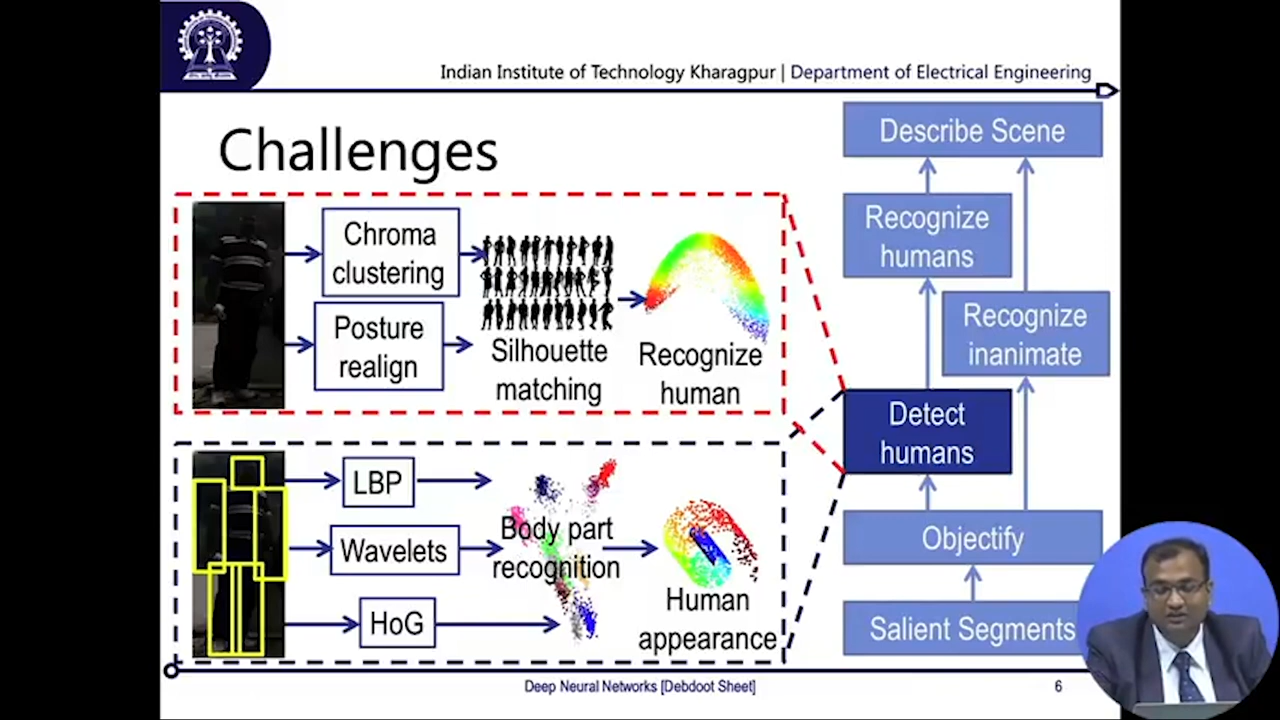 Indian Institute of Technology Kharagpur | Department of Electrical Engineering
Challenges
Chroma
clustering
Posture
realign
Silhouette
matching
Recognize
human
LBP
Wavelets
HoG
Body part
recognition
Human
appearance
Describe Scene
Recognize
humans
Recognize
inanimate
Detect
humans
Objectify
Salient Segments
Deep Neural Networks [Debdoot Sheet]
6